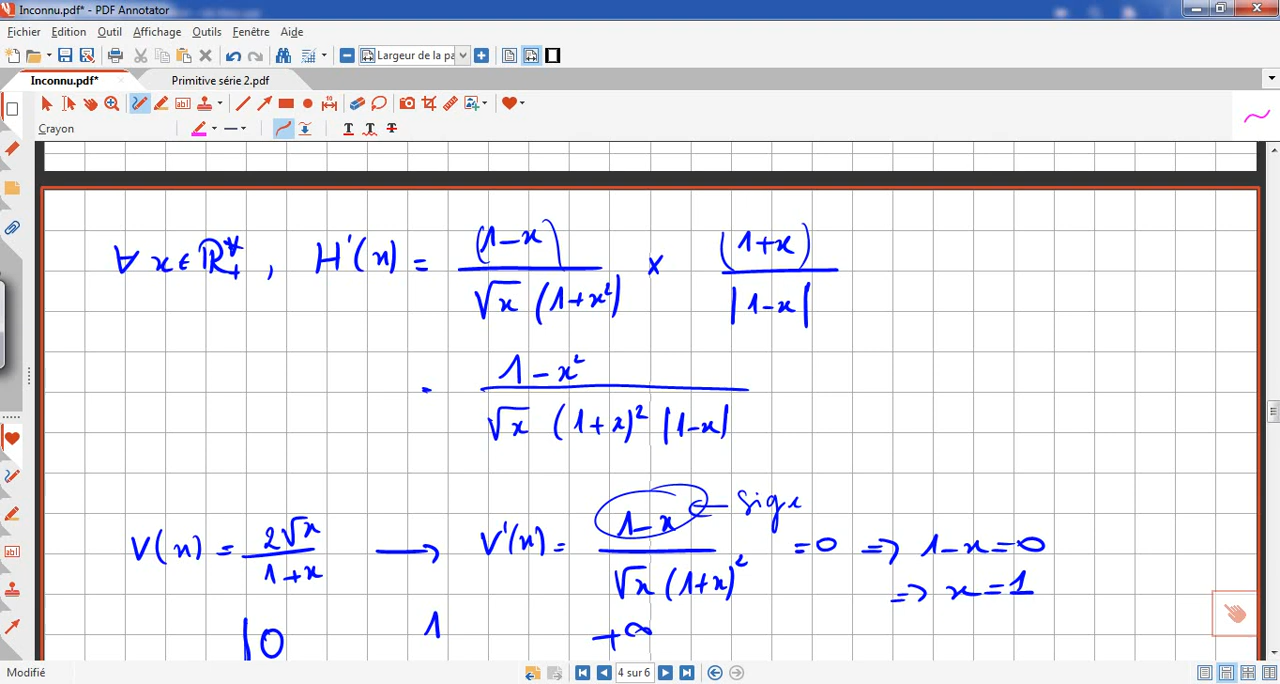 Inconnu.pdf* - PDF Annotator
Fichier Edition Outil Affichage Outils Fenêtre Aide
Largeur de la pa
Inconnu.pdf* Primitive série 2.pdf
Crayon
∀ x ∈ ℝ₊*, H'(x) = (1-x) / (√x (1+x²)) × (1+x) / |1-x|
= (1-x²) / (√x (1+x)² |1-x|)
V(x) = 2√x / (1+x) ⟶ V'(x) = (1-x) / (√x (1+x)²) = 0 ⇒ 1-x=0
← Signe
⇒ x = 1
0 1 +∞
Modifié 4 sur 6